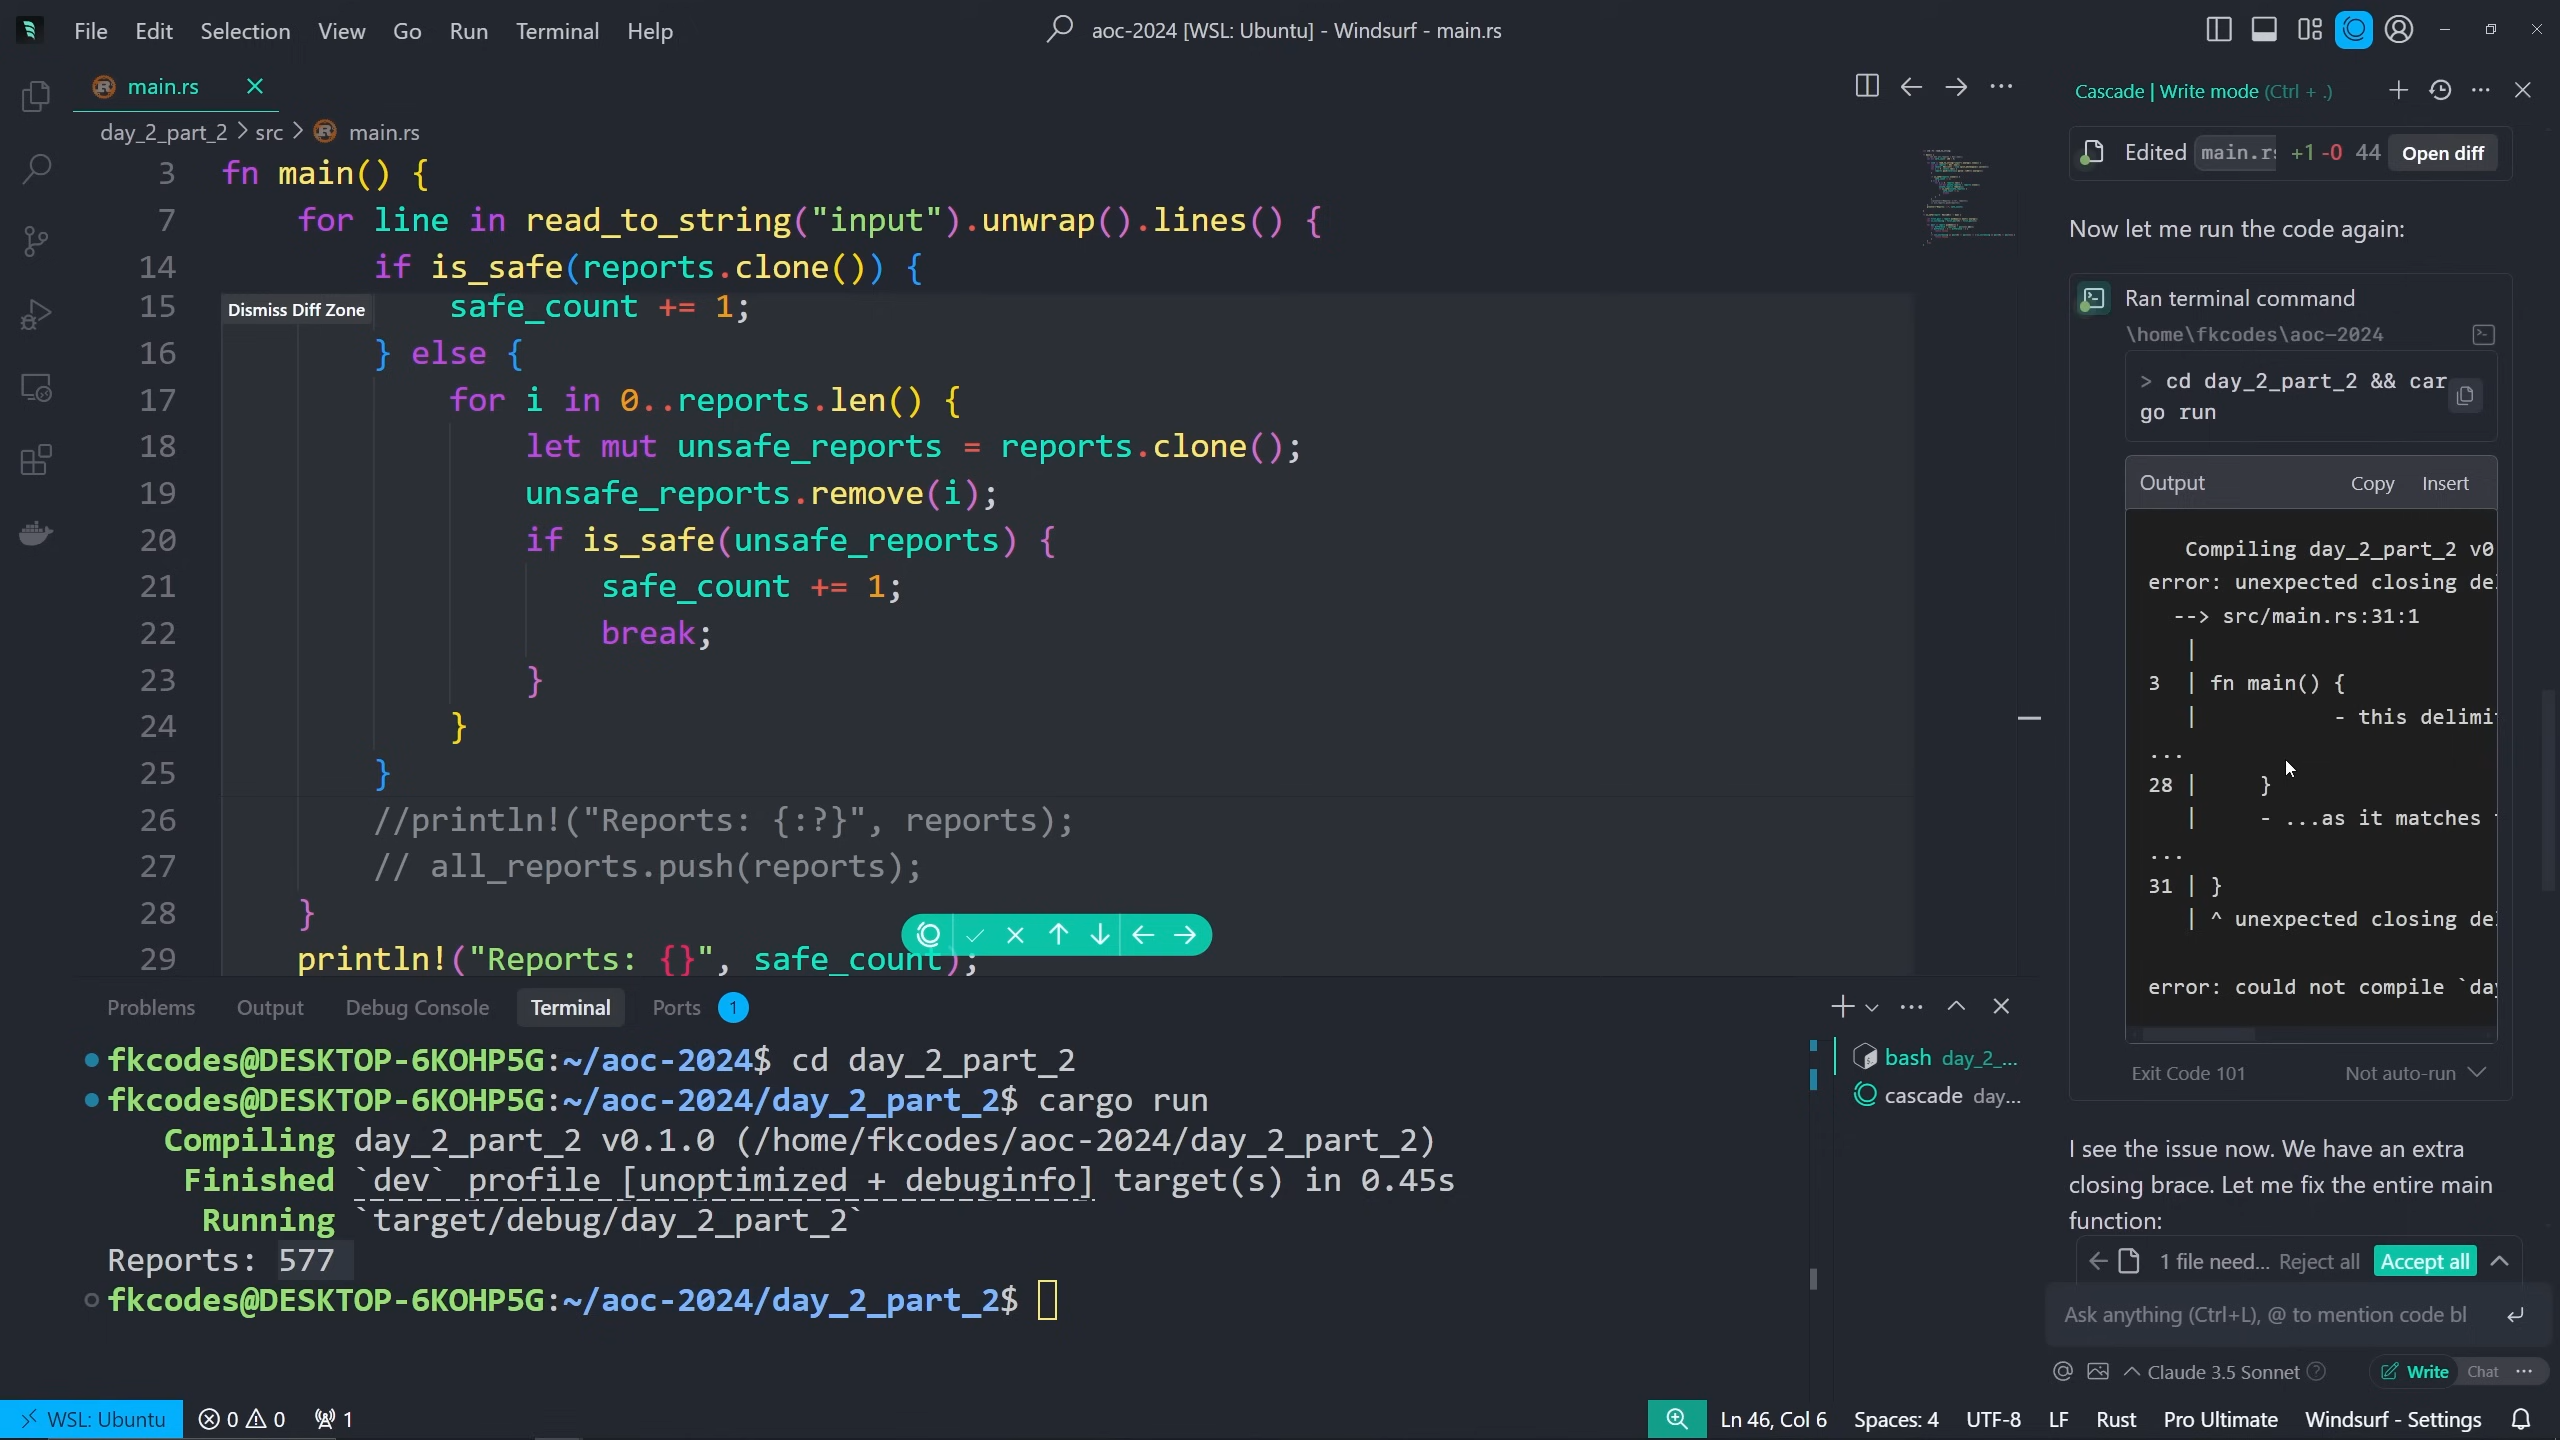 File Edit Selection View Go Run Terminal Help
aoc-2024 [WSL: Ubuntu] - Windsurf - main.rs
main.rs
day_2_part_2 > src > main.rs
3 fn main() {
7 for line in read_to_string("input").unwrap().lines() {
14 if is_safe(reports.clone()) {
Dismiss Diff Zone
15 safe_count += 1;
16 } else {
17 for i in 0..reports.len() {
18 let mut unsafe_reports = reports.clone();
19 unsafe_reports.remove(i);
20 if is_safe(unsafe_reports) {
21 safe_count += 1;
22 break;
23 }
24 }
25 }
26 //println!("Reports: {:?}", reports);
27 // all_reports.push(reports);
28 }
29 println!("Reports: {}", safe_count);
Problems Output Debug Console Terminal Ports 1
fkcodes@DESKTOP-6KOHP5G:~/aoc-2024$ cd day_2_part_2
fkcodes@DESKTOP-6KOHP5G:~/aoc-2024/day_2_part_2$ cargo run
Compiling day_2_part_2 v0.1.0 (/home/fkcodes/aoc-2024/day_2_part_2)
Finished `dev` profile [unoptimized + debuginfo] target(s) in 0.45s
Running `target/debug/day_2_part_2`
Reports: 577
fkcodes@DESKTOP-6KOHP5G:~/aoc-2024/day_2_part_2$
bash day_2_...
cascade day...
Cascade | Write mode (Ctrl + .)
Edited main.rs +1 -0 44 Open diff
Now let me run the code again:
Ran terminal command
\home\fkcodes\aoc-2024
> cd day_2_part_2 && car
go run
Output Copy Insert
Compiling day_2_part_2 v0
error: unexpected closing de
--> src/main.rs:31:1
|
3 | fn main() {
| - this delimi
...
28 | }
| - ...as it matches
...
31 | }
| ^ unexpected closing de
error: could not compile `da
Exit Code 101 Not auto-run
I see the issue now. We have an extra
closing brace. Let me fix the entire main
function:
1 file need... Reject all Accept all
Ask anything (Ctrl+L), @ to mention code bl
Claude 3.5 Sonnet Write Chat ...
WSL: Ubuntu 0 0 1
Ln 46, Col 6 Spaces: 4 UTF-8 LF Rust Pro Ultimate Windsurf - Settings